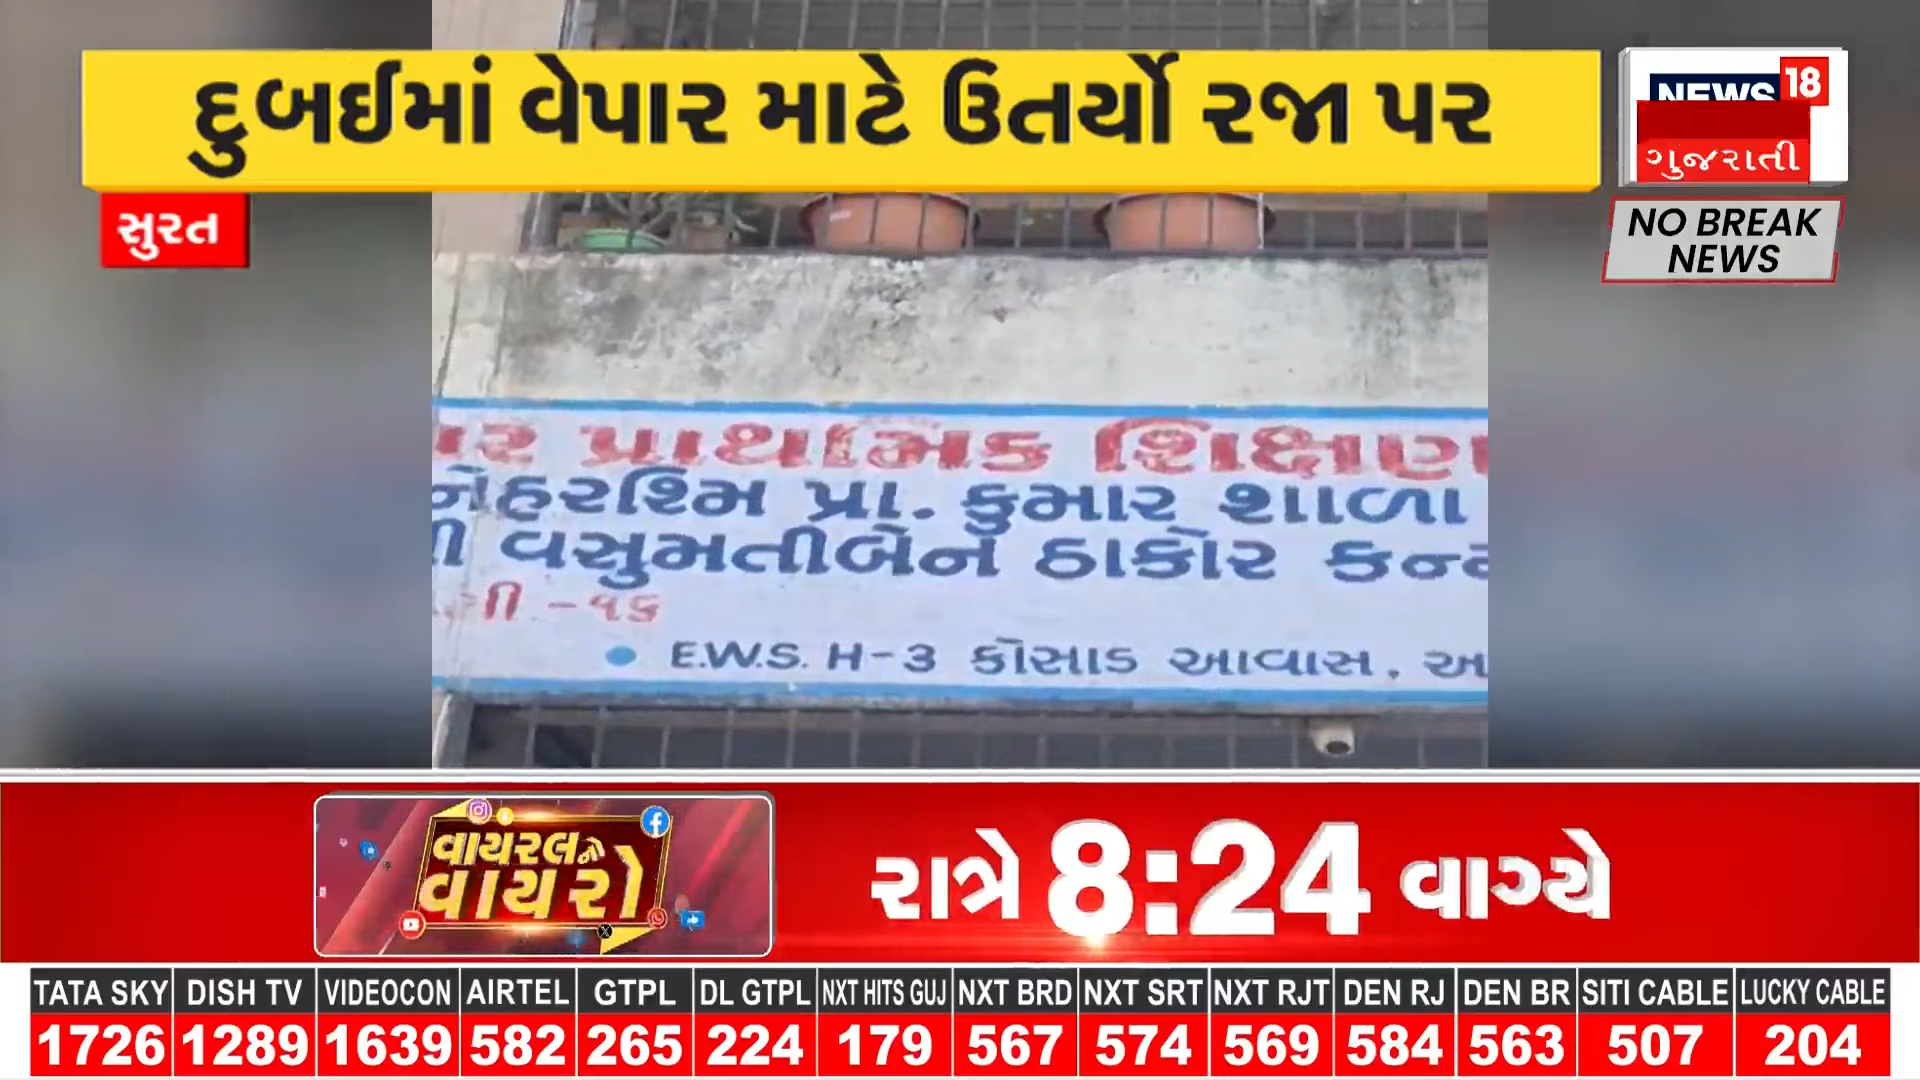 દુબઈમાં વેપાર માટે ઉતર્યો રજા પર
NEWS 18
ગુજરાતી
સુરત
NO BREAK
NEWS
પ્રાથમિક શિક્ષણ
પ્રા. કુમાર શાળા
વસુમતીબેન ઠાકોર
E.W.S. H-3 કોસાડ આવાસ,
વાયરલ નો
વાયરો
રાત્રે 8:24 વાગ્યે
TATA SKY DISH TV VIDEOCON AIRTEL GTPL DL GTPL NXT HITS GUJ NXT BRD NXT SRT NXT RJT DEN RJ DEN BR SITI CABLE LUCKY CABLE
1726 1289 1639 582 265 224 179 567 574 569 584 563 507 204